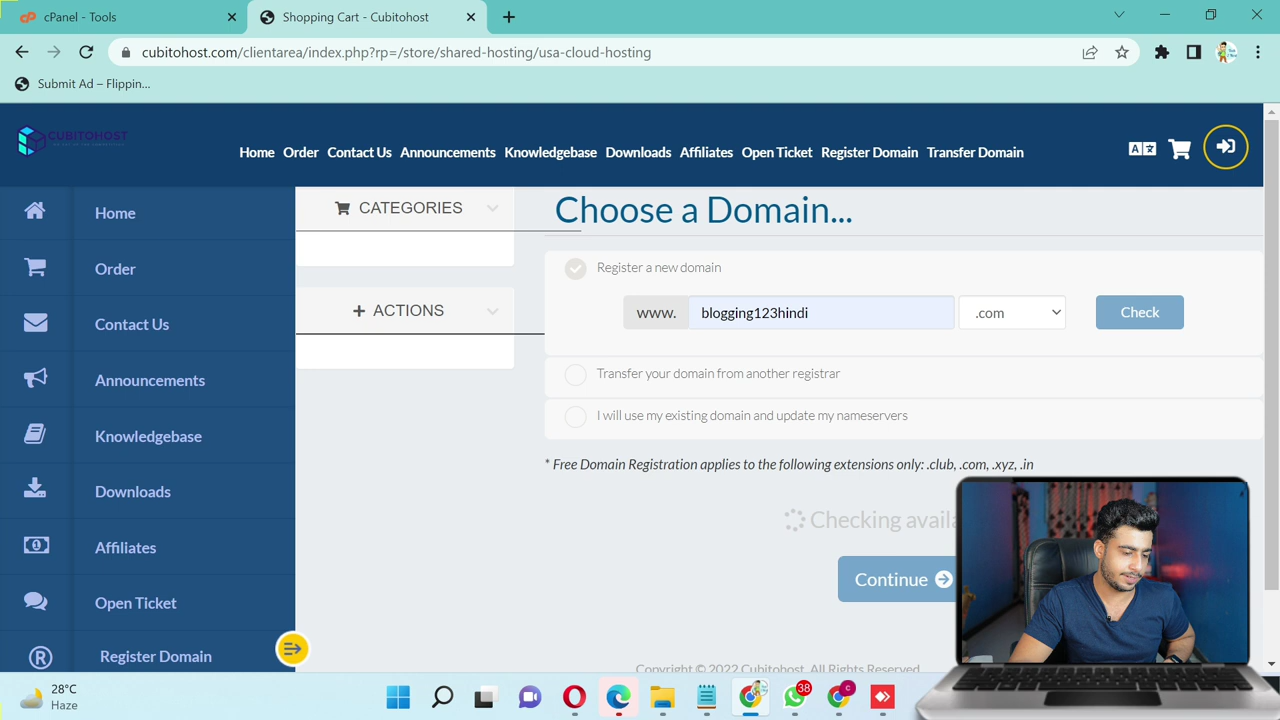 cPanel - Tools
Shopping Cart - Cubitohost
cubitohost.com/clientarea/index.php?rp=/store/shared-hosting/usa-cloud-hosting
Submit Ad – Flippin...
CUBITOHOST
Home Order Contact Us Announcements Knowledgebase Downloads Affiliates Open Ticket Register Domain Transfer Domain
Home
Order
Contact Us
Announcements
Knowledgebase
Downloads
Affiliates
Open Ticket
Register Domain
CATEGORIES
ACTIONS
Choose a Domain...
Register a new domain
www. blogging123hindi .com Check
Transfer your domain from another registrar
I will use my existing domain and update my nameservers
* Free Domain Registration applies to the following extensions only: .club, .com, .xyz, .in
Checking
Continue
Copyright © 2022 Cubitohost. All Rights Reserved.
28°C
Haze
38